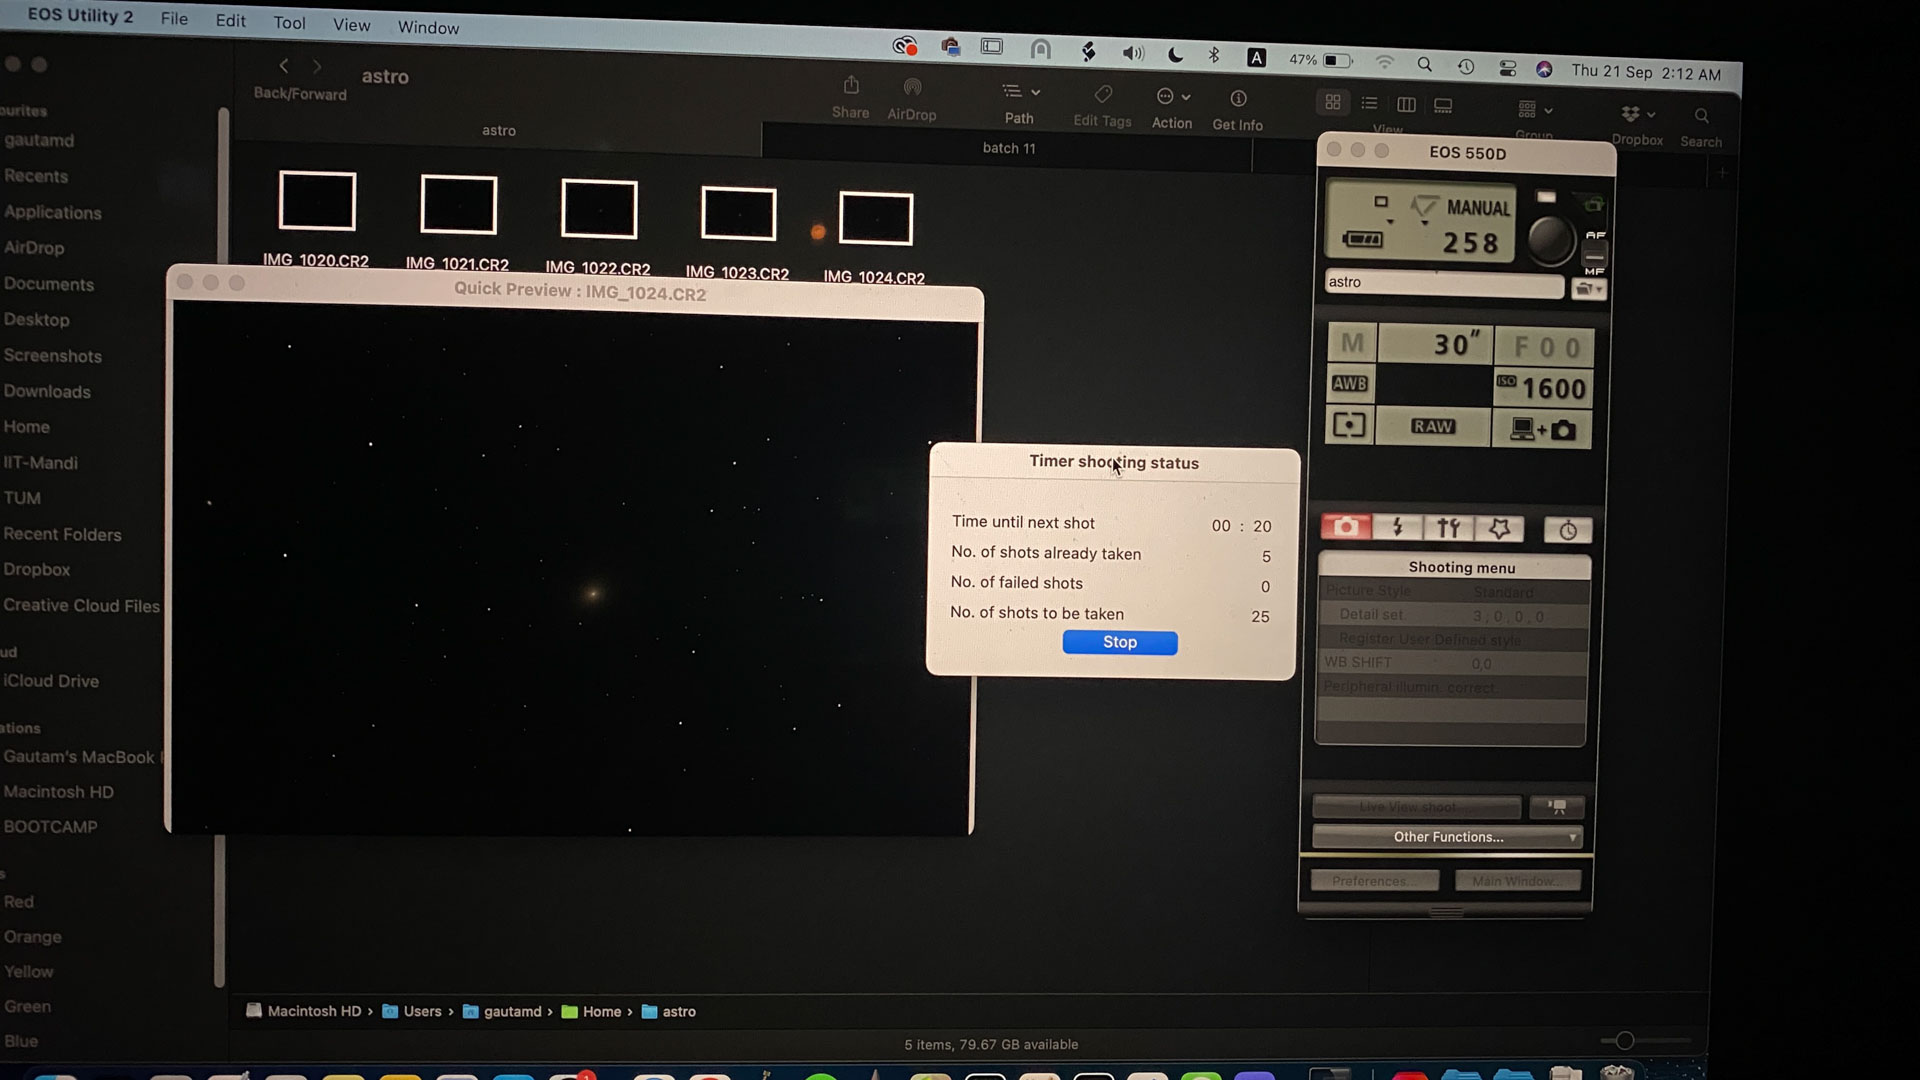 EOS Utility 2 File Edit Tool View Window
A 47% Thu 21 Sep 2:12 AM
Back/Forward
astro
Share
AirDrop
Path
Edit Tags
Action
Get Info
View
Group
Dropbox
Search
astro
batch 11
gautamd
Recents
Applications
AirDrop
Documents
Desktop
Screenshots
Downloads
Home
IIT-Mandi
TUM
Recent Folders
Dropbox
Creative Cloud Files
iCloud Drive
Gautam's MacBook
Macintosh HD
BOOTCAMP
Red
Orange
Yellow
Green
Blue
IMG_1020.CR2
IMG_1021.CR2
IMG_1022.CR2
IMG_1023.CR2
IMG_1024.CR2
Quick Preview : IMG_1024.CR2
Timer shooting status
Time until next shot 00 : 20
No. of shots already taken 5
No. of failed shots 0
No. of shots to be taken 25
Stop
EOS 550D
MANUAL
258
AF
MF
astro
M 30" F00
AWB ISO 1600
RAW
Shooting menu
Picture Style Standard
Detail set. 3,0,0,0
Register User Defined style
WB SHIFT 0,0
Peripheral illumin. correct.
Live View shoot...
Other Functions...
Preferences...
Main Window...
Macintosh HD › Users › gautamd › Home › astro
5 items, 79.67 GB available
1